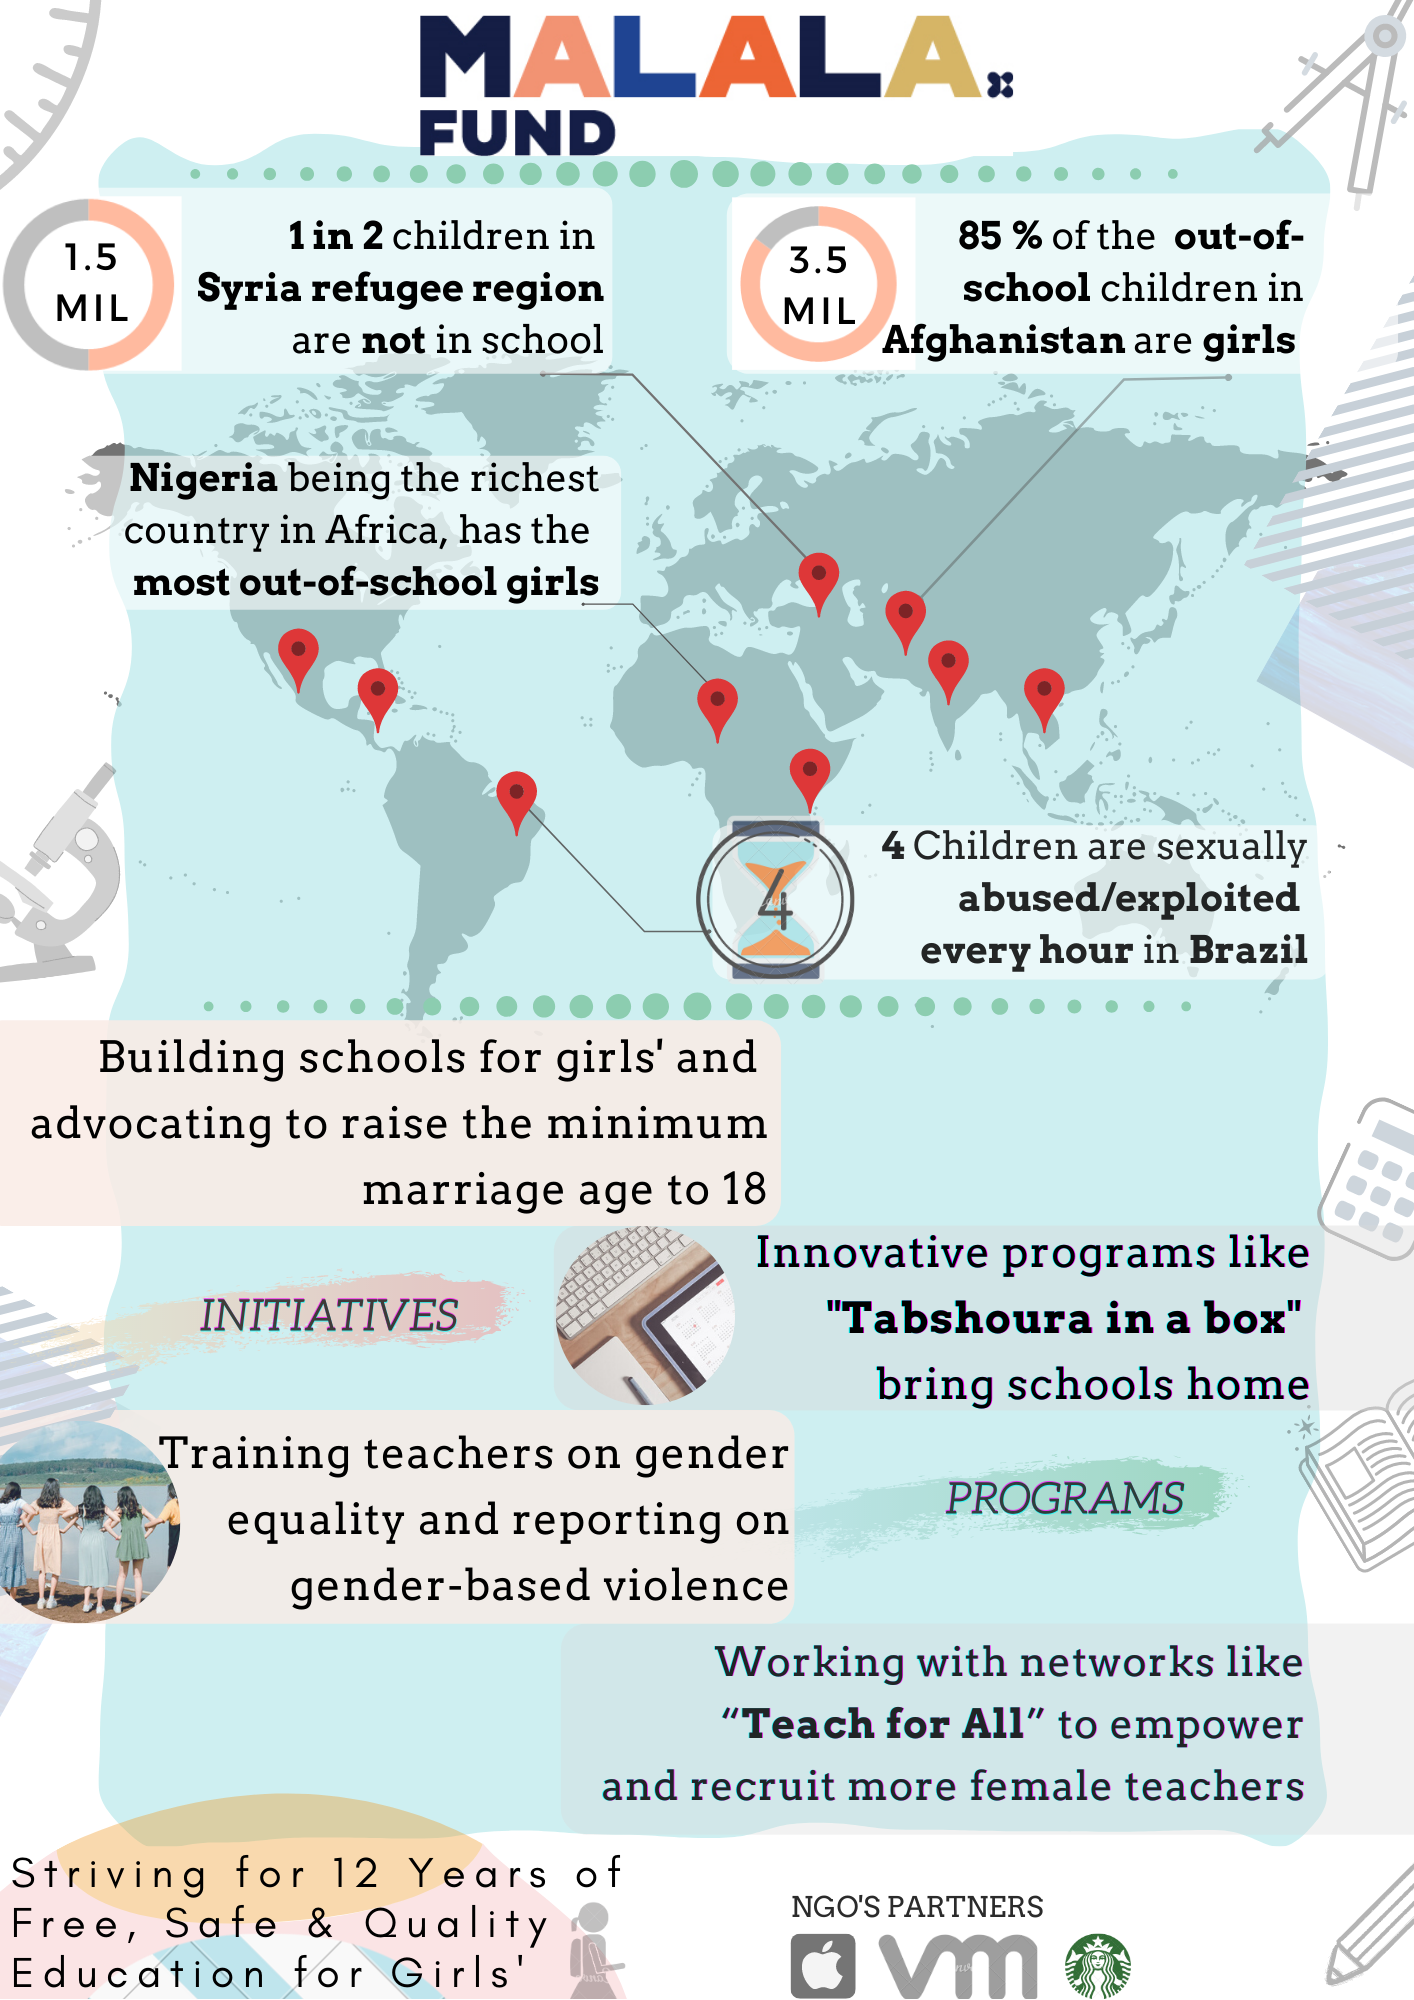 MALALA
FUND
1.5
MIL
1 in 2 children in
Syria refugee region
are not in school
3.5
MIL
85 % of the out-of-
school children in
Afghanistan are girls
Nigeria being the richest
country in Africa, has the
most out-of-school girls
4
4 Children are sexually
abused/exploited
every hour in Brazil
Building schools for girls' and
advocating to raise the minimum
marriage age to 18
INITIATIVES
Innovative programs like
"Tabshoura in a box"
bring schools home
Training teachers on gender
equality and reporting on
gender-based violence
PROGRAMS
Working with networks like
“Teach for All” to empower
and recruit more female teachers
Striving for 12 Years of
Free, Safe & Quality
Education for Girls'
NGO'S PARTNERS
vm